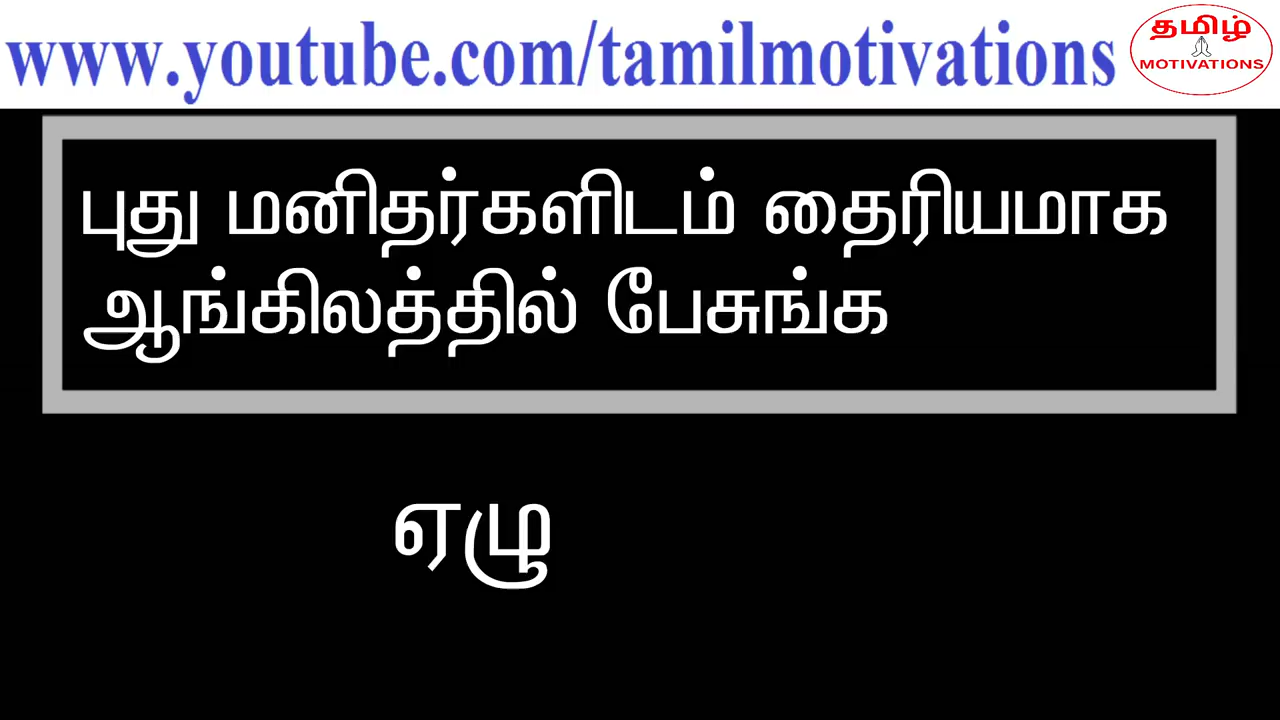 www.youtube.com/tamilmotivations
தமிழ்
MOTIVATIONS
புது மனிதர்களிடம் தைரியமாக
ஆங்கிலத்தில் பேசுங்க
ஏழு